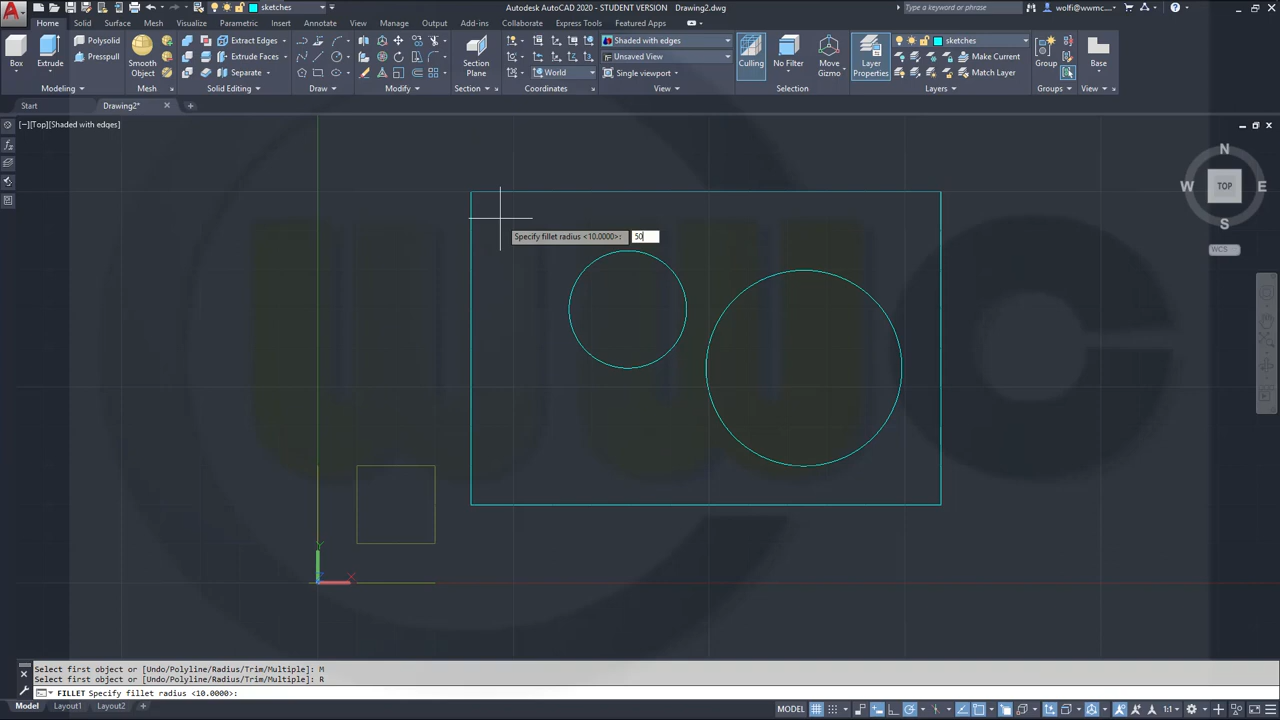 sketches
Autodesk AutoCAD 2020 - STUDENT VERSION Drawing2.dwg
Type a keyword or phrase
wolfi@wwmc...
Home Solid Surface Mesh Visualize Parametric Insert Annotate View Manage Output Add-ins Collaborate Express Tools Featured Apps
Box
Extrude
Polysolid
Presspull
Modeling
Smooth
Object
Mesh
Extract Edges
Extrude Faces
Separate
Solid Editing
Draw
Modify
Section
Plane
Section
World
Coordinates
Shaded with edges
Unsaved View
Single viewport
View
Culling
No Filter
Move
Gizmo
Selection
Layer
Properties
sketches
Make Current
Match Layer
Layers
Group
Groups
Base
View
Start
Drawing2*
[−][Top][Shaded with edges]
N
W
TOP
E
S
WCS
Specify fillet radius <10.0000>: 50
Y
X
Select first object or [Undo/Polyline/Radius/Trim/Multiple]: M
Select first object or [Undo/Polyline/Radius/Trim/Multiple]: R
FILLET Specify fillet radius <10.0000>:
Model Layout1 Layout2
MODEL
1:1